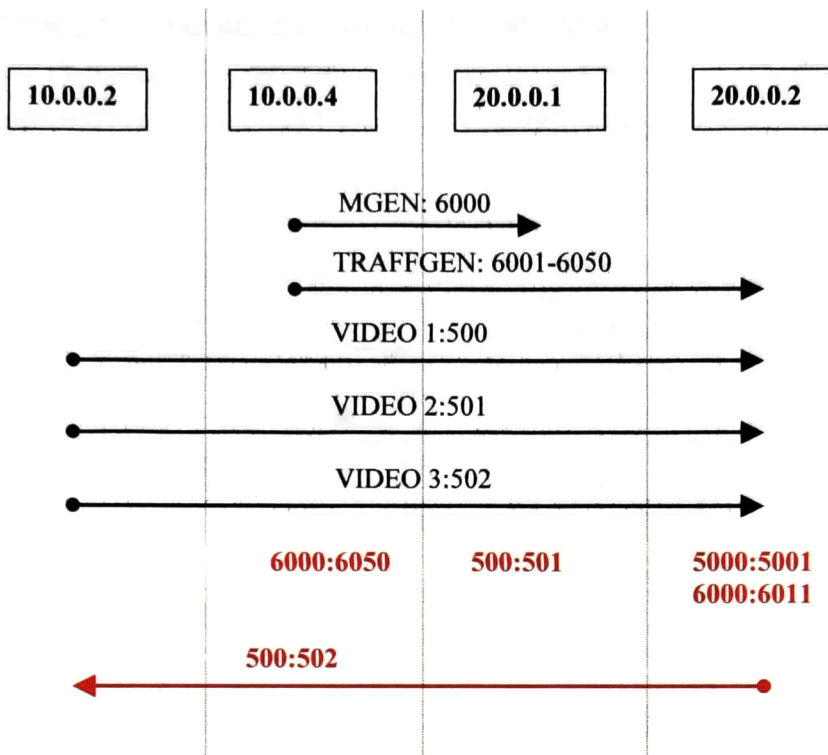 10.0.0.2 10.0.0.4 20.0.0.1 20.0.0.2
MGEN: 6000
TRAFFGEN: 6001-6050
VIDEO 1:500
VIDEO 2:501
VIDEO 3:502
6000:6050 500:501 5000:5001
6000:6011
500:502